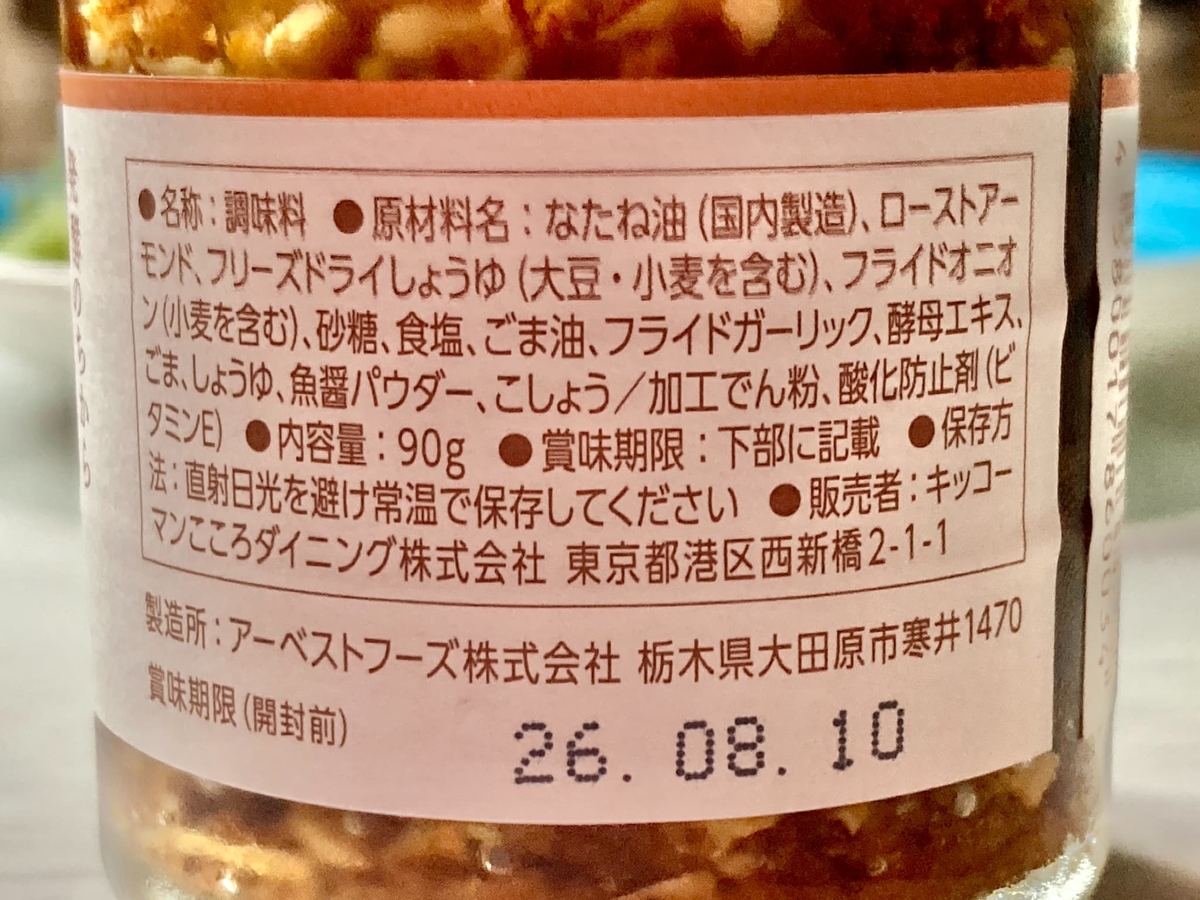 ●名称：調味料 ●原材料名：なたね油(国内製造)、ローストアー
モンド、フリーズドライしょうゆ(大豆・小麦を含む)、フライドオニオ
ン(小麦を含む)、砂糖、食塩、ごま油、フライドガーリック、酵母エキス、
ごま、しょうゆ、魚醤パウダー、こしょう／加工でん粉、酸化防止剤(ビ
タミンE) ●内容量：90g ●賞味期限：下部に記載 ●保存方
法：直射日光を避け常温で保存してください ●販売者：キッコー
マンこころダイニング株式会社 東京都港区西新橋2-1-1
製造所：アーベストフーズ株式会社 栃木県大田原市寒井1470
賞味期限(開封前)
26. 08. 10
発酵のちから